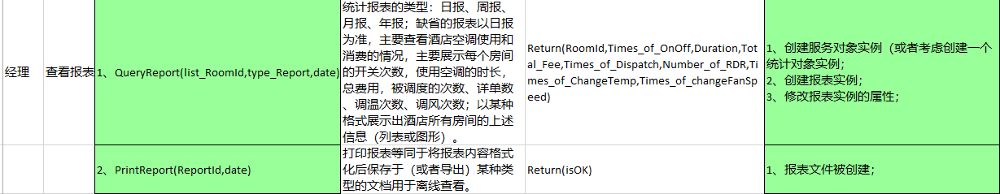 统计报表的类型：日报、周报、
月报、年报；缺省的报表以日报
为准，主要查看酒店空调使用和
消费的情况，主要展示每个房间
的开关次数，使用空调的时长，
总费用，被调度的次数、详单数
、调温次数、调风次数；以某种
格式展示出酒店所有房间的上述
信息（列表或图形）。
经理
查看报表
1、QueryReport(list_RoomId,type_Report,date)
Return(RoomId,Times_of_OnOff,Duration,Tot
al_Fee,Times_of_Dispatch,Number_of_RDR,Ti
mes_of_ChangeTemp,Times_of_changeFanSp
eed)
1、创建服务对象实例（或者考虑创建一个
统计对象实例；
2、创建报表实例；
3、修改报表实例的属性；
2、PrintReport(ReportId,date)
打印报表等同于将报表内容格式
化后保存于（或者导出）某种类
型的文档用于离线查看。
Return(isOK)
1、报表文件被创建；